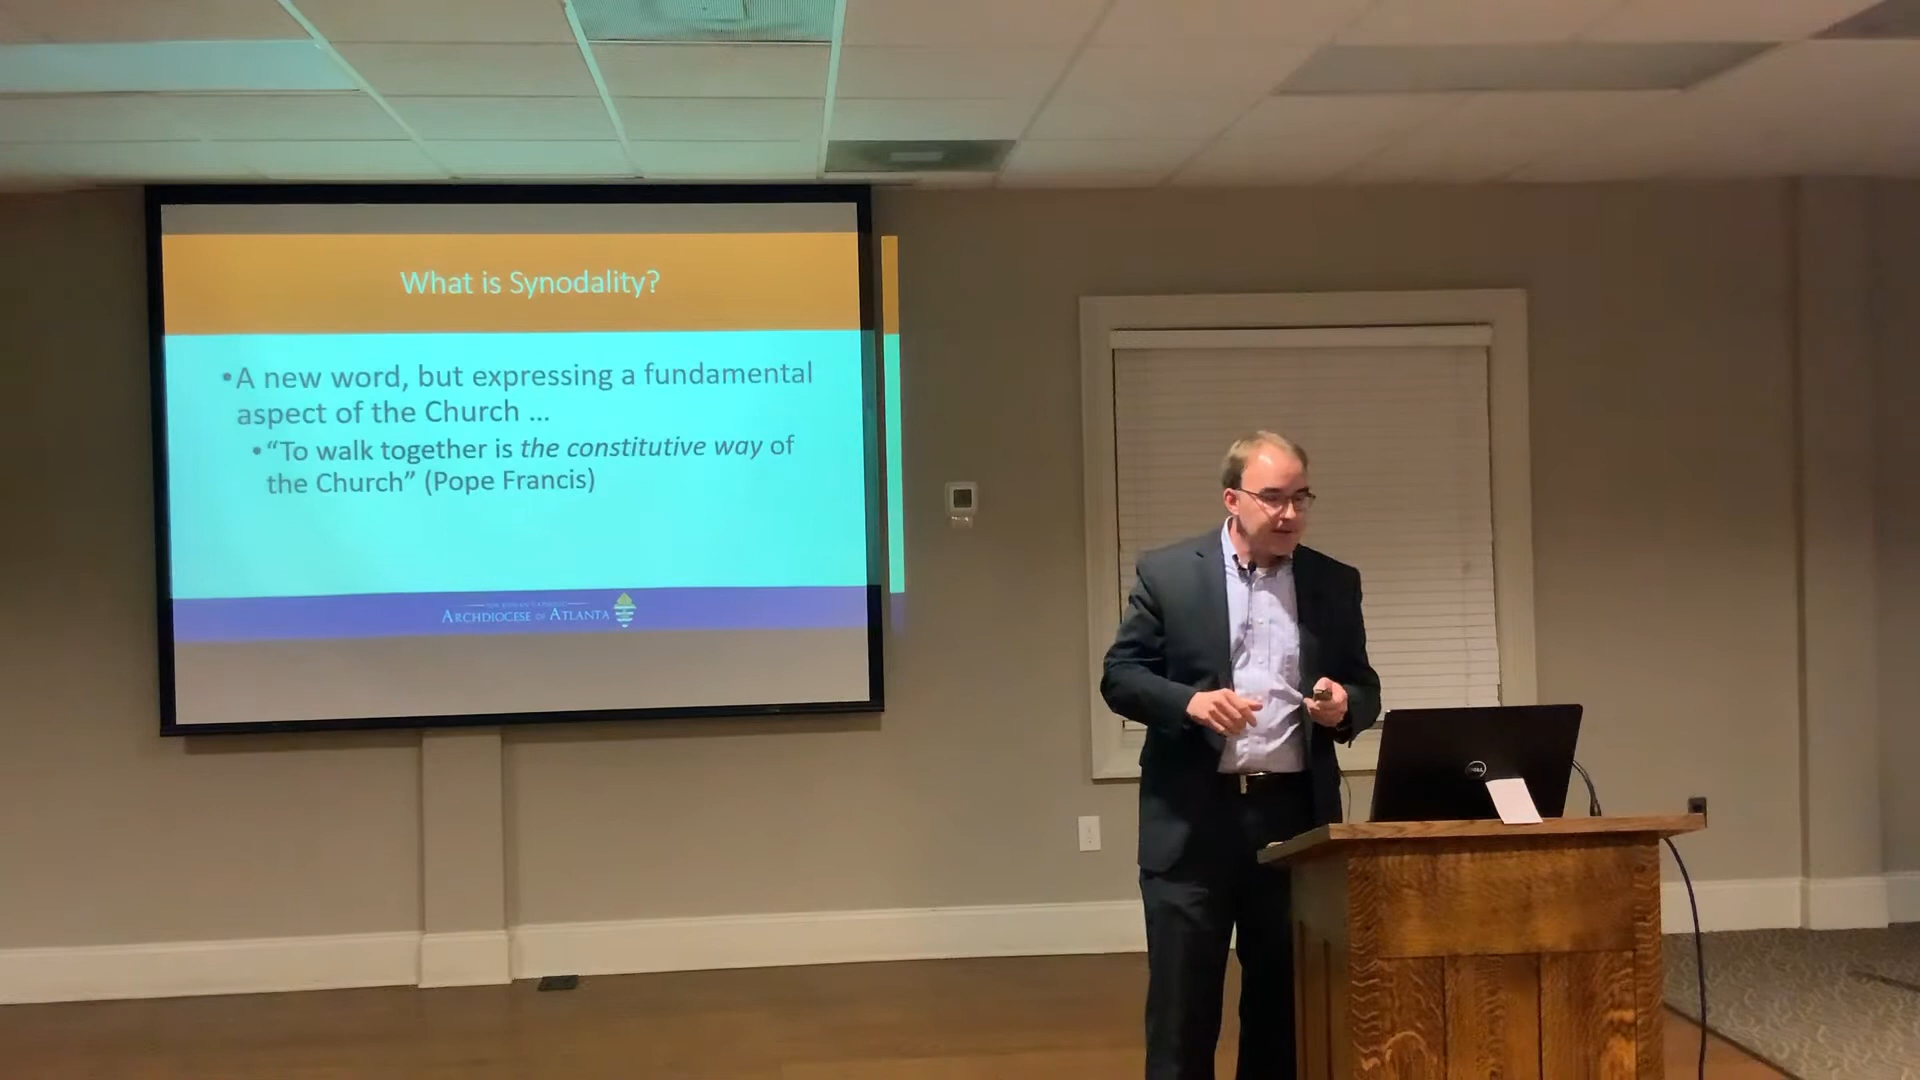 What is Synodality?
•A new word, but expressing a fundamental
aspect of the Church ...
•“To walk together is the constitutive way of
the Church” (Pope Francis)
ARCHDIOCESE OF ATLANTA
DELL